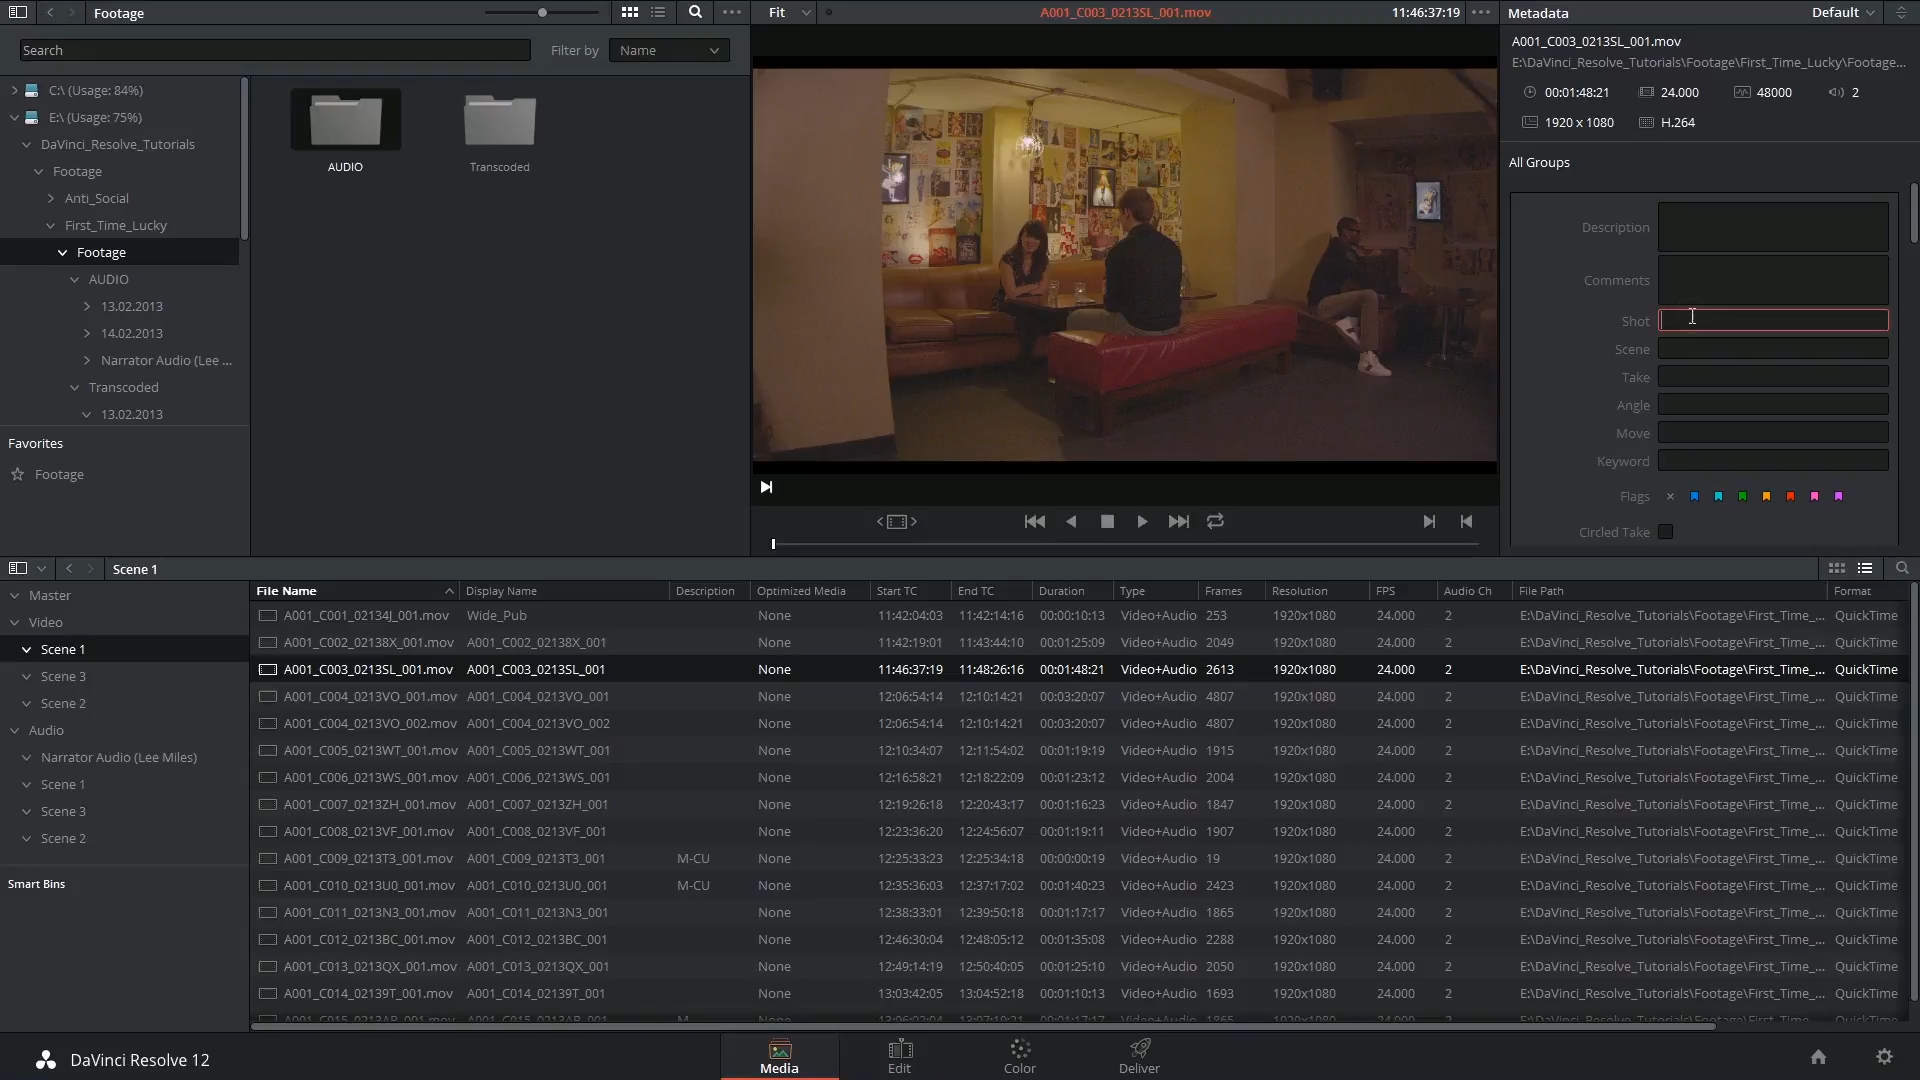 Footage
Fit
A001_C003_0213SL_001.mov
11:46:37:19
Metadata
Default
Search
Filter by
Name
A001_C003_0213SL_001.mov
E:\DaVinci_Resolve_Tutorials\Footage\First_Time_Lucky\Footage...
00:01:48:21
24.000
48000
2
1920 x 1080
H.264
C:\ (Usage: 84%)
E:\ (Usage: 75%)
DaVinci_Resolve_Tutorials
Footage
Anti_Social
First_Time_Lucky
Footage
AUDIO
13.02.2013
14.02.2013
Narrator Audio (Lee ...
Transcoded
13.02.2013
Favorites
Footage
AUDIO
Transcoded
All Groups
Description
Comments
Shot
Scene
Take
Angle
Move
Keyword
Flags
Circled Take
Scene 1
Master
Video
Scene 1
Scene 3
Scene 2
Audio
Narrator Audio (Lee Miles)
Scene 1
Scene 3
Scene 2
Smart Bins
File Name Display Name Description Optimized Media Start TC End TC Duration Type Frames Resolution FPS Audio Ch File Path Format
A001_C001_02134J_001.mov Wide_Pub None 11:42:04:03 11:42:14:16 00:00:10:13 Video+Audio 253 1920x1080 24.000 2 E:\DaVinci_Resolve_Tutorials\Footage\First_Time_... QuickTime
A001_C002_02138X_001.mov A001_C002_02138X_001 None 11:42:19:01 11:43:44:10 00:01:25:09 Video+Audio 2049 1920x1080 24.000 2 E:\DaVinci_Resolve_Tutorials\Footage\First_Time_... QuickTime
A001_C003_0213SL_001.mov A001_C003_0213SL_001 None 11:46:37:19 11:48:26:16 00:01:48:21 Video+Audio 2613 1920x1080 24.000 2 E:\DaVinci_Resolve_Tutorials\Footage\First_Time_... QuickTime
A001_C004_0213VO_001.mov A001_C004_0213VO_001 None 12:06:54:14 12:10:14:21 00:03:20:07 Video+Audio 4807 1920x1080 24.000 2 E:\DaVinci_Resolve_Tutorials\Footage\First_Time_... QuickTime
A001_C004_0213VO_002.mov A001_C004_0213VO_002 None 12:06:54:14 12:10:14:21 00:03:20:07 Video+Audio 4807 1920x1080 24.000 2 E:\DaVinci_Resolve_Tutorials\Footage\First_Time_... QuickTime
A001_C005_0213WT_001.mov A001_C005_0213WT_001 None 12:10:34:07 12:11:54:02 00:01:19:19 Video+Audio 1915 1920x1080 24.000 2 E:\DaVinci_Resolve_Tutorials\Footage\First_Time_... QuickTime
A001_C006_0213WS_001.mov A001_C006_0213WS_001 None 12:16:58:21 12:18:22:09 00:01:23:12 Video+Audio 2004 1920x1080 24.000 2 E:\DaVinci_Resolve_Tutorials\Footage\First_Time_... QuickTime
A001_C007_0213ZH_001.mov A001_C007_0213ZH_001 None 12:19:26:18 12:20:43:17 00:01:16:23 Video+Audio 1847 1920x1080 24.000 2 E:\DaVinci_Resolve_Tutorials\Footage\First_Time_... QuickTime
A001_C008_0213VF_001.mov A001_C008_0213VF_001 None 12:23:36:20 12:24:56:07 00:01:19:11 Video+Audio 1907 1920x1080 24.000 2 E:\DaVinci_Resolve_Tutorials\Footage\First_Time_... QuickTime
A001_C009_0213T3_001.mov A001_C009_0213T3_001 M-CU None 12:25:33:23 12:25:34:18 00:00:00:19 Video+Audio 19 1920x1080 24.000 2 E:\DaVinci_Resolve_Tutorials\Footage\First_Time_... QuickTime
A001_C010_0213U0_001.mov A001_C010_0213U0_001 M-CU None 12:35:36:03 12:37:17:02 00:01:40:23 Video+Audio 2423 1920x1080 24.000 2 E:\DaVinci_Resolve_Tutorials\Footage\First_Time_... QuickTime
A001_C011_0213N3_001.mov A001_C011_0213N3_001 None 12:38:33:01 12:39:50:18 00:01:17:17 Video+Audio 1865 1920x1080 24.000 2 E:\DaVinci_Resolve_Tutorials\Footage\First_Time_... QuickTime
A001_C012_0213BC_001.mov A001_C012_0213BC_001 None 12:46:30:04 12:48:05:12 00:01:35:08 Video+Audio 2288 1920x1080 24.000 2 E:\DaVinci_Resolve_Tutorials\Footage\First_Time_... QuickTime
A001_C013_0213QX_001.mov A001_C013_0213QX_001 None 12:49:14:19 12:50:40:05 00:01:25:10 Video+Audio 2050 1920x1080 24.000 2 E:\DaVinci_Resolve_Tutorials\Footage\First_Time_... QuickTime
A001_C014_02139T_001.mov A001_C014_02139T_001 None 13:03:42:05 13:04:52:18 00:01:10:13 Video+Audio 1693 1920x1080 24.000 2 E:\DaVinci_Resolve_Tutorials\Footage\First_Time_... QuickTime
DaVinci Resolve 12
Media
Edit
Color
Deliver